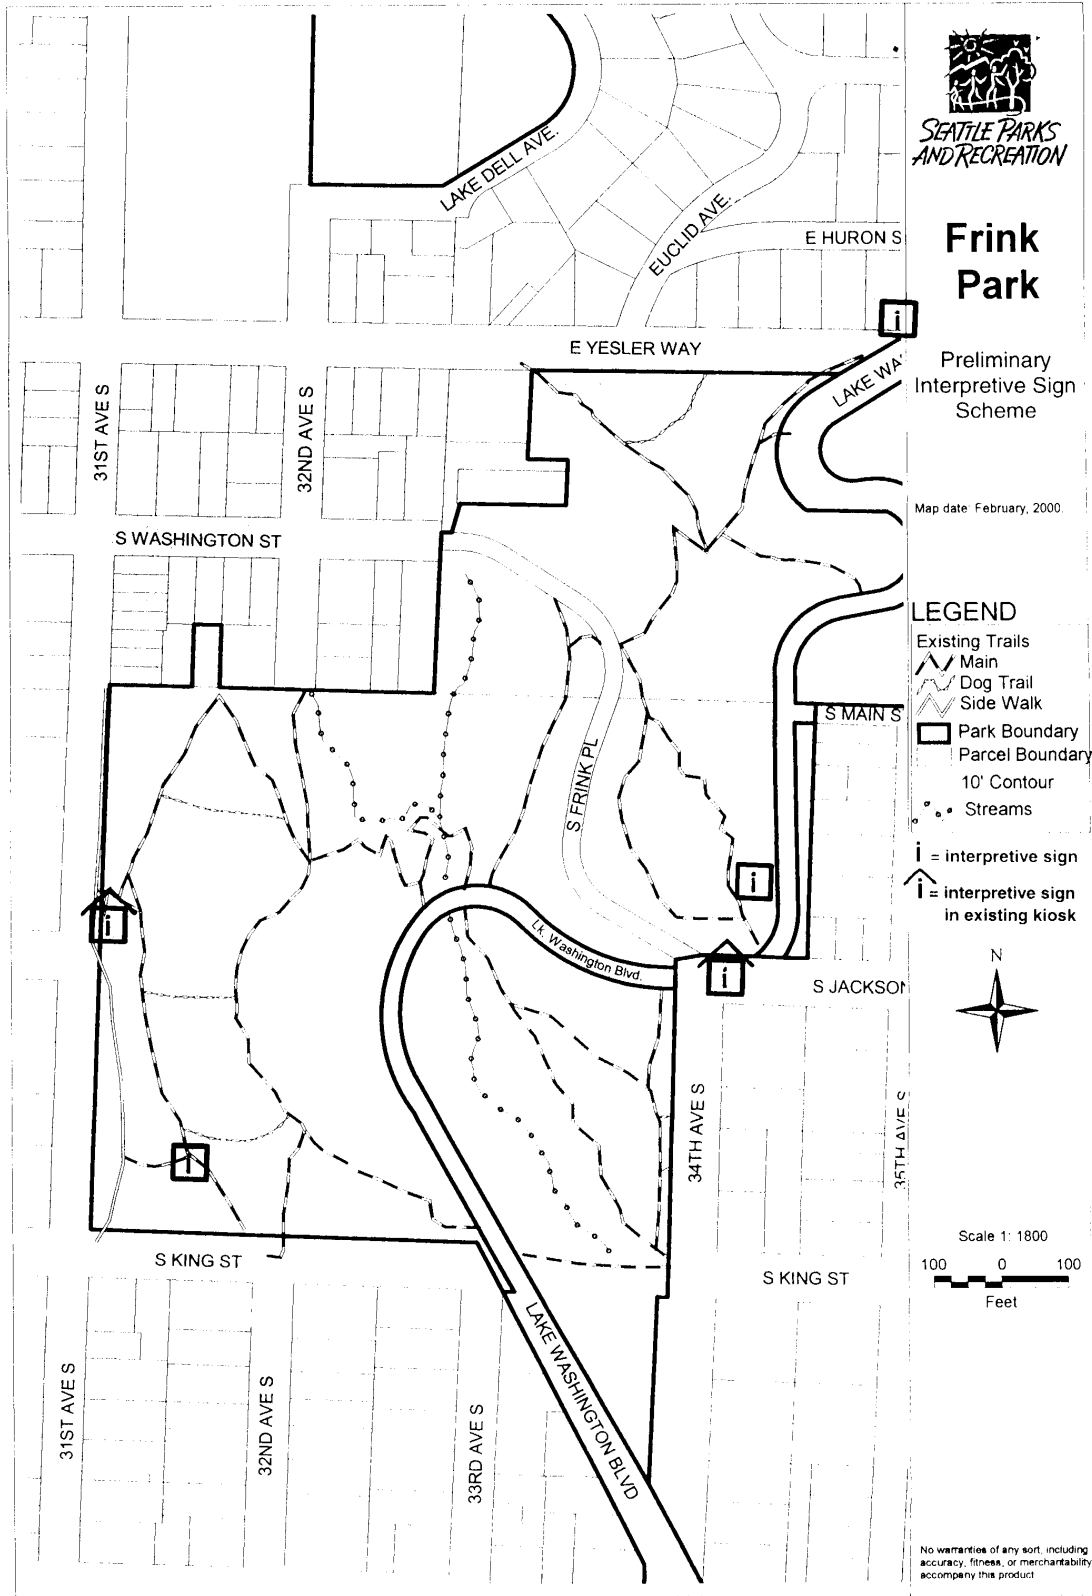 SEATTLE PARKS
AND RECREATION
Frink
Park
Preliminary
Interpretive Sign
Scheme
Map date: February, 2000.
LEGEND
Existing Trails
Main
Dog Trail
Side Walk
Park Boundary
Parcel Boundary
10' Contour
Streams
i = interpretive sign
i = interpretive sign
in existing kiosk
N
Scale 1: 1800
100 0 100
Feet
No warranties of any sort, including
accuracy, fitness, or merchantability
accompany this product
LAKE DELL AVE.
EUCLID AVE.
E HURON S
i
E YESLER WAY
LAKE WA
31ST AVE S
32ND AVE S
S WASHINGTON ST
S MAIN S
S FRINK PL
i
i
Lk. Washington Blvd.
i
S JACKSON
34TH AVE S
35TH AVE S
i
S KING ST
S KING ST
LAKE WASHINGTON BLVD
31ST AVE S
32ND AVE S
33RD AVE S